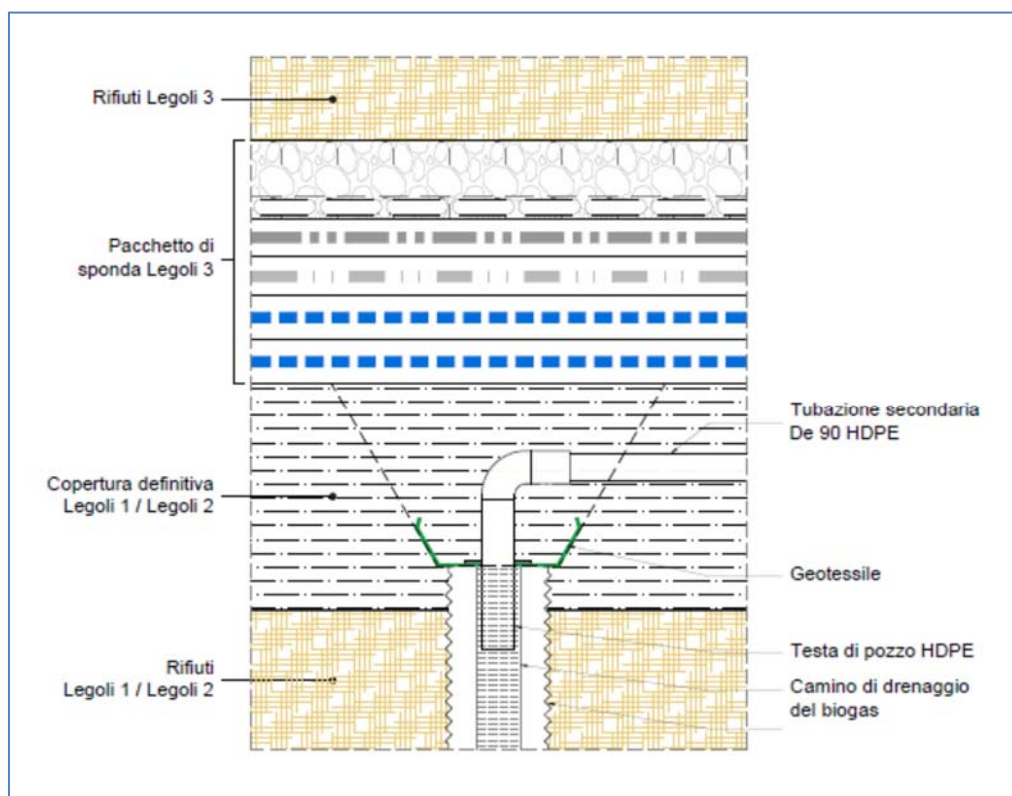 Rifiuti Legoli 3
Pacchetto di
sponda Legoli 3
Tubazione secondaria
De 90 HDPE
Copertura definitiva
Legoli 1 / Legoli 2
Geotessile
Testa di pozzo HDPE
Rifiuti
Legoli 1 / Legoli 2
Camino di drenaggio
del biogas